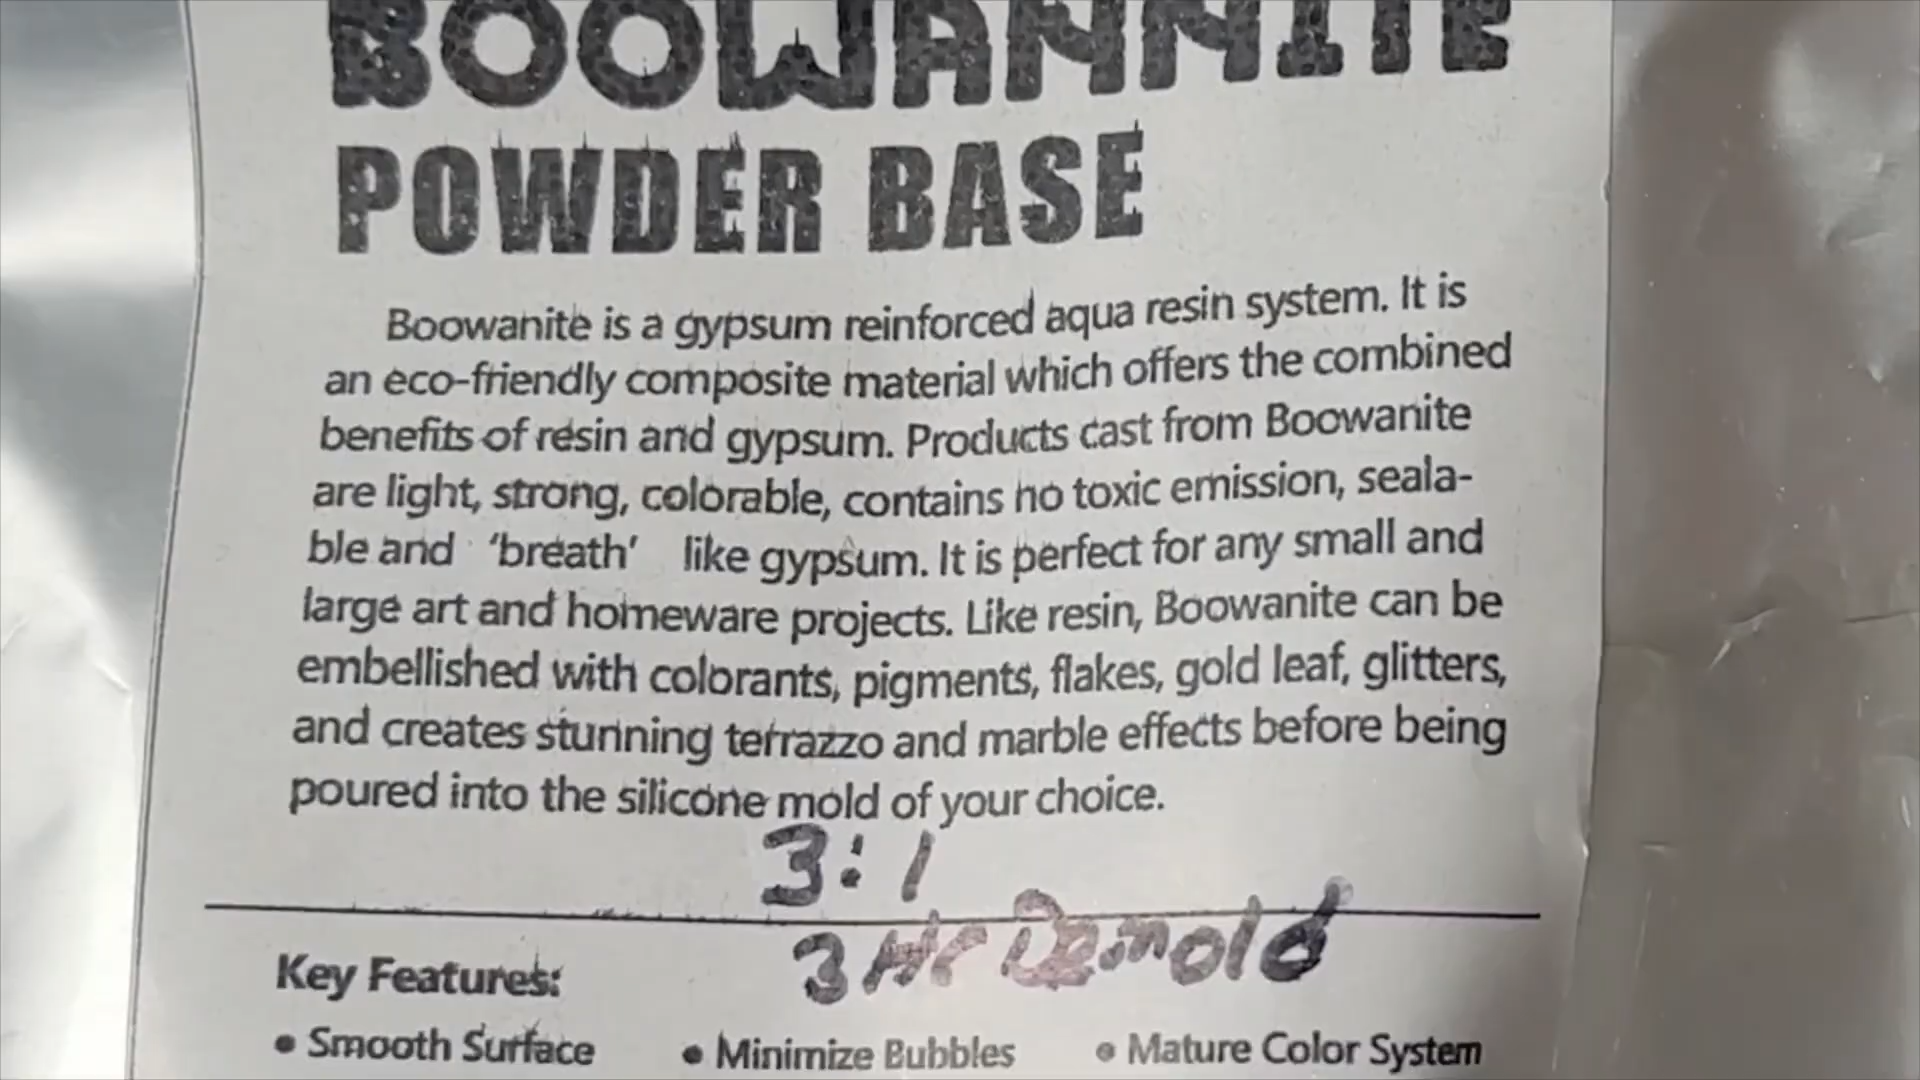 BOOWANNITE
POWDER BASE
Boowanite is a gypsum reinforced aqua resin system. It is
an eco-friendly composite material which offers the combined
benefits of resin and gypsum. Products cast from Boowanite
are light, strong, colorable, contains no toxic emission, seala-
ble and 'breath' like gypsum. It is perfect for any small and
large art and homeware projects. Like resin, Boowanite can be
embellished with colorants, pigments, flakes, gold leaf, glitters,
and creates stunning terrazzo and marble effects before being
poured into the silicone mold of your choice.
3:1
3 Hr Demold
Key Features:
• Smooth Surface • Minimize Bubbles • Mature Color System